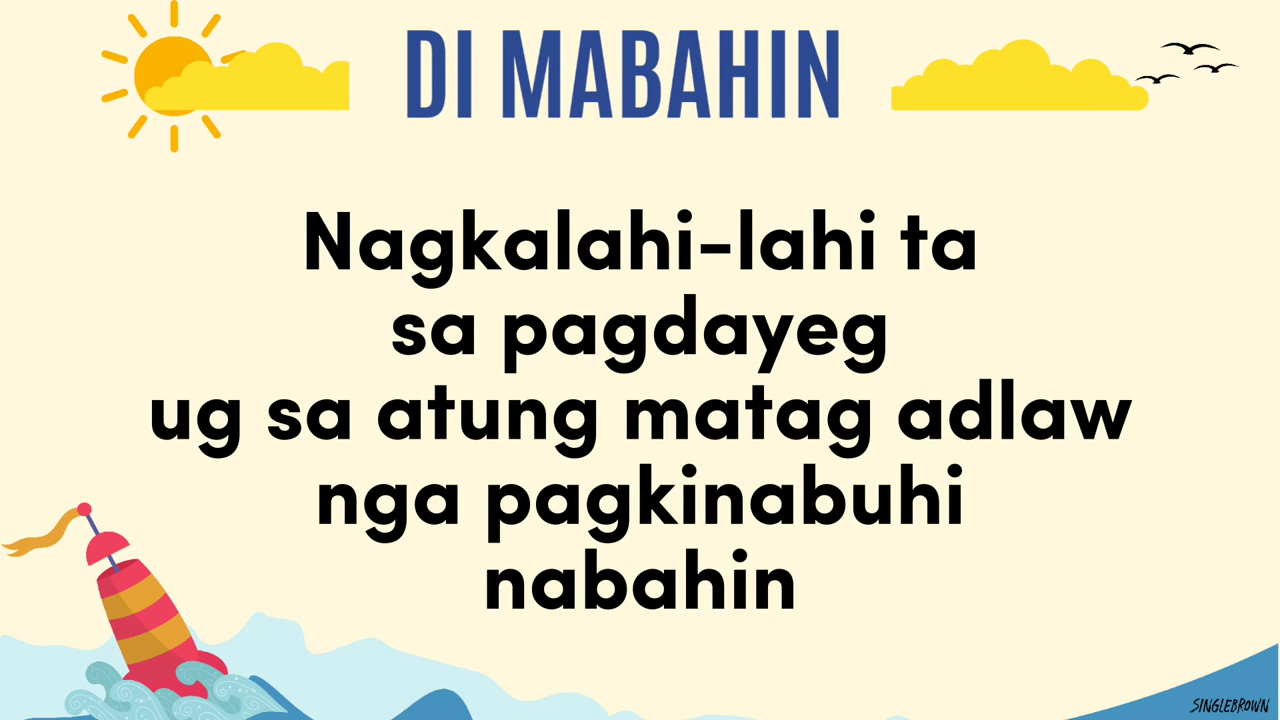 DI MABAHIN
Nagkalahi-lahi ta
sa pagdayeg
ug sa atung matag adlaw
nga pagkinabuhi
nabahin
SINGLEBROWN